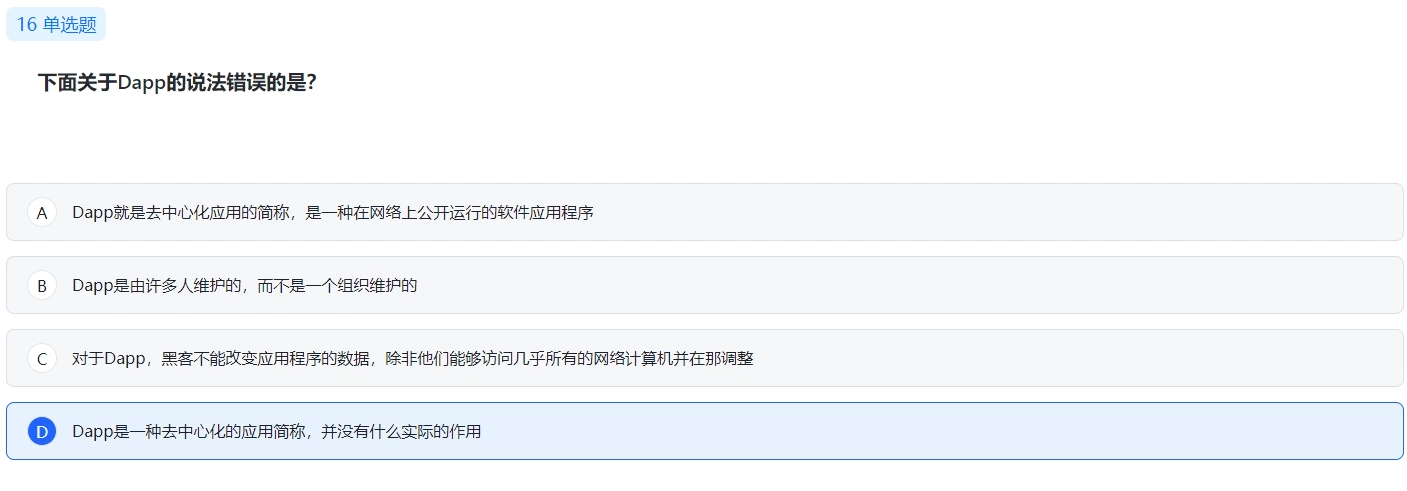 16 单选题
下面关于Dapp的说法错误的是?
A Dapp就是去中心化应用的简称，是一种在网络上公开运行的软件应用程序
B Dapp是由许多人维护的，而不是一个组织维护的
C 对于Dapp，黑客不能改变应用程序的数据，除非他们能够访问几乎所有的网络计算机并在那调整
D Dapp是一种去中心化的应用简称，并没有什么实际的作用